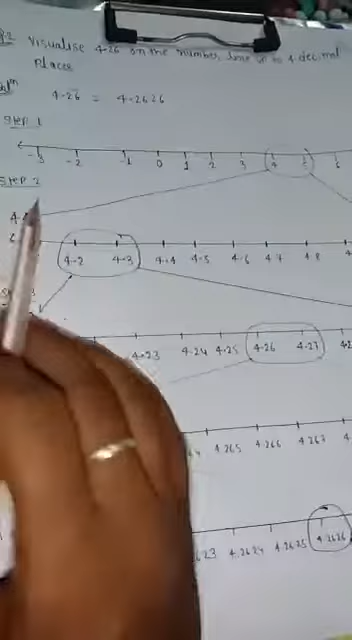 Visualise 4.26 on the number line up to 4 decimal
Places
4.26 = 4.2626
Step 1
-3 -2 -1 0 1 2 3 4 5 6
Step 2
4.2 4.3 4.4 4.5 4.6 4.7 4.8
4.23 4.24 4.25 4.26 4.27
4.265 4.266 4.267
4.2624 4.2625 4.2626